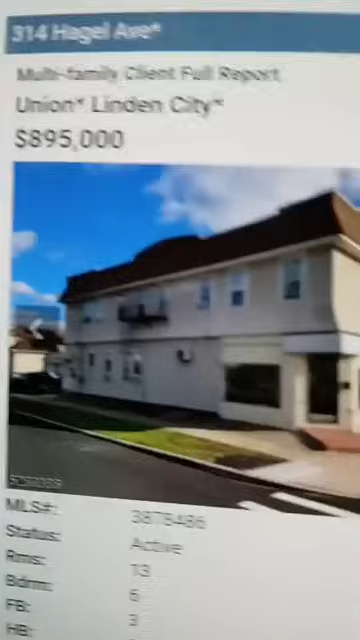 314 Hagel Ave*
Multi-family Client Full Report
Union* Linden City*
$895,000
MLS#: 3878486
Status: Active
Rms: 13
Bdrm: 6
FB: 3
HB: